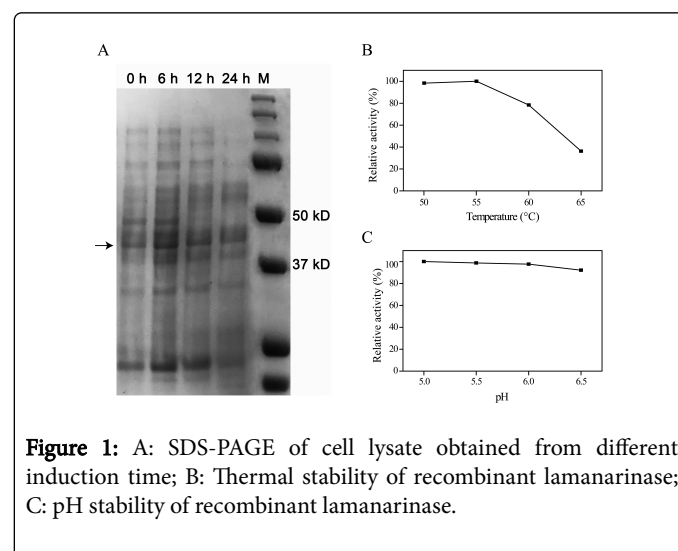 A
0 h 6 h 12 h 24 h M
50 kD
37 kD
B
Relative activity (%)
100
80
60
40
20
0
50 55 60 65
Temperature (°C)
C
Relative activity (%)
100
80
60
40
20
0
5.0 5.5 6.0 6.5
pH
Figure 1: A: SDS-PAGE of cell lysate obtained from different
induction time; B: Thermal stability of recombinant lamanarinase;
C: pH stability of recombinant lamanarinase.